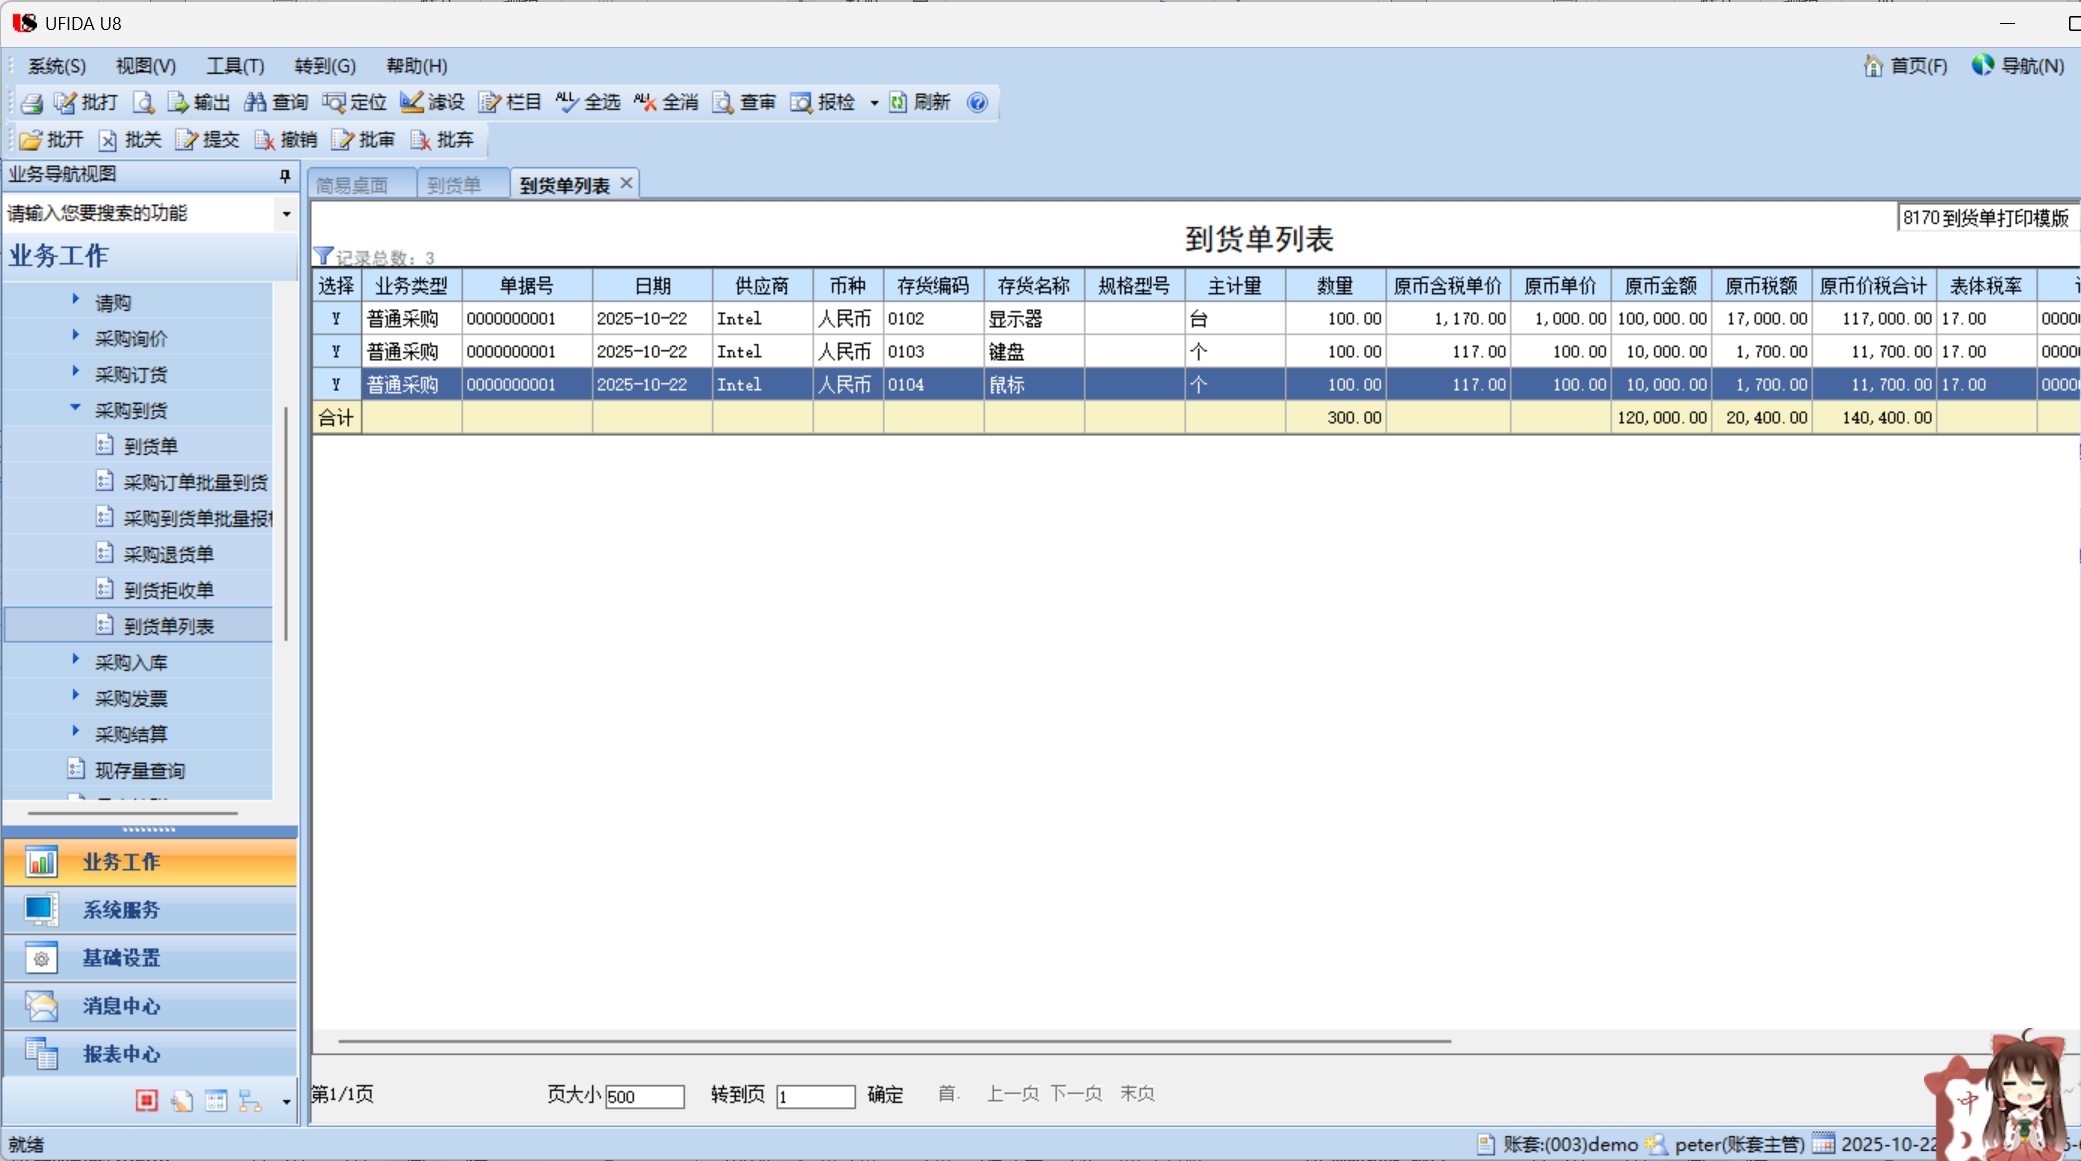 UFIDA U8
系统(S) 视图(V) 工具(T) 转到(G) 帮助(H) 首页(F) 导航(N)
批打 输出 查询 定位 滤设 栏目 全选 全消 查审 报检 刷新
批开 批关 提交 撤销 批审 批弃
业务导航视图
简易桌面 到货单 到货单列表
请输入您要搜索的功能
8170到货单打印模版
到货单列表
业务工作
记录总数: 3
选择 业务类型 单据号 日期 供应商 币种 存货编码 存货名称 规格型号 主计量 数量 原币含税单价 原币单价 原币金额 原币税额 原币价税合计 表体税率
Y 普通采购 0000000001 2025-10-22 Intel 人民币 0102 显示器 台 100.00 1,170.00 1,000.00 100,000.00 17,000.00 117,000.00 17.00 0000
Y 普通采购 0000000001 2025-10-22 Intel 人民币 0103 键盘 个 100.00 117.00 100.00 10,000.00 1,700.00 11,700.00 17.00 0000
Y 普通采购 0000000001 2025-10-22 Intel 人民币 0104 鼠标 个 100.00 117.00 100.00 10,000.00 1,700.00 11,700.00 17.00 0000
合计 300.00 120,000.00 20,400.00 140,400.00
请购
采购询价
采购订货
采购到货
到货单
采购订单批量到货
采购到货单批量报
采购退货单
到货拒收单
到货单列表
采购入库
采购发票
采购结算
现存量查询
业务工作
系统服务
基础设置
消息中心
报表中心
第1/1页 页大小 500 转到页 1 确定 首. 上一页 下一页 末页
就绪 账套:(003)demo peter(账套主管) 2025-10-22
中